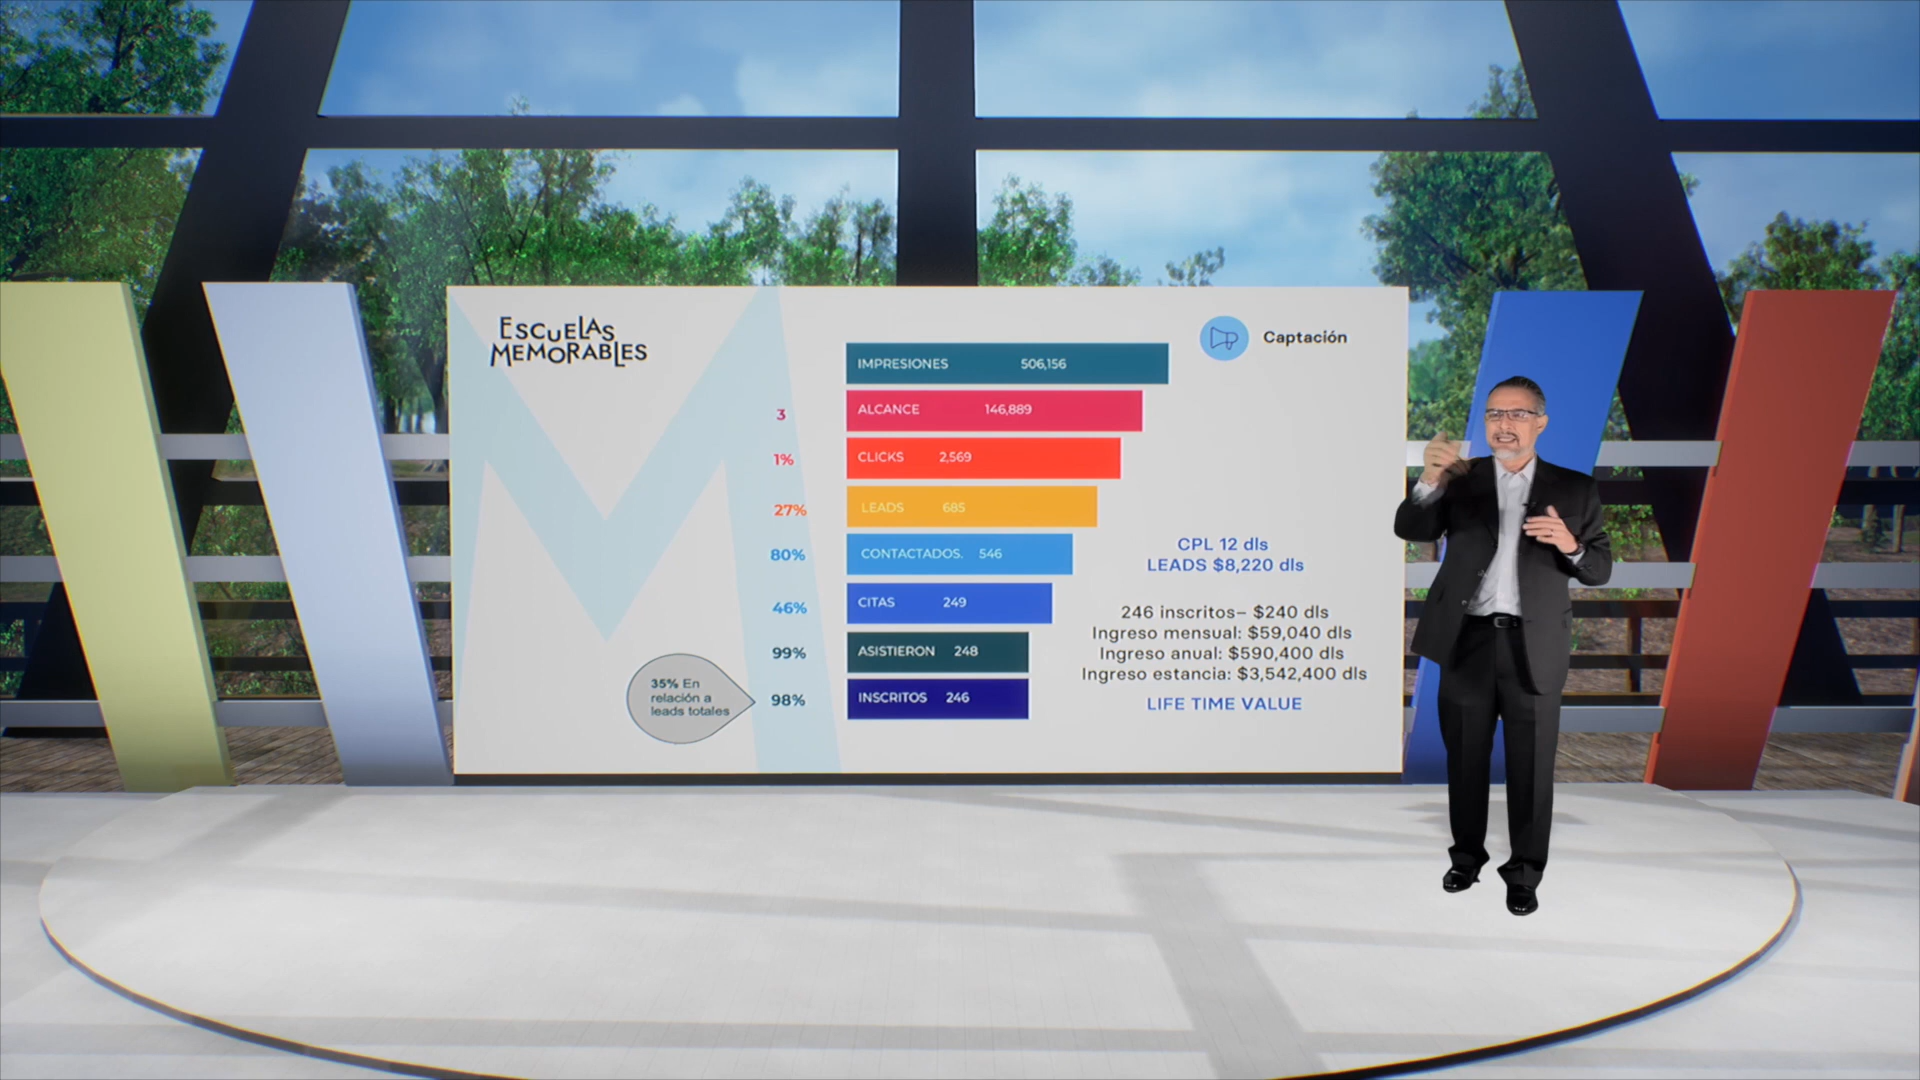 ESCUELAS
MEMORABLES
Captación
IMPRESIONES 506,156
3 ALCANCE 146,889
1% CLICKS 2,569
27% LEADS 685
80% CONTACTADOS. 546
46% CITAS 249
99% ASISTIERON 248
98% INSCRITOS 246
35% En
relación a
leads totales
CPL 12 dls
LEADS $8,220 dls
246 inscritos– $240 dls
Ingreso mensual: $59,040 dls
Ingreso anual: $590,400 dls
Ingreso estancia: $3,542,400 dls
LIFE TIME VALUE